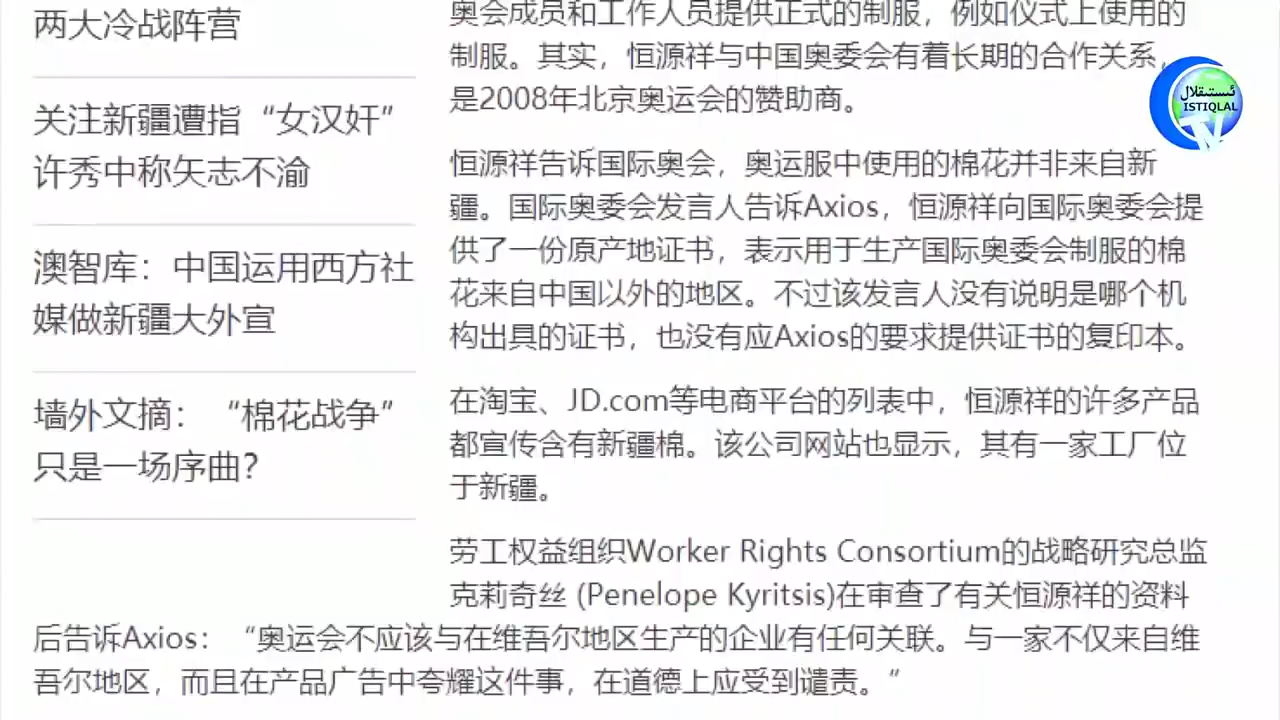 两大冷战阵营
关注新疆遭指“女汉奸”
许秀中称矢志不渝
澳智库：中国运用西方社
媒做新疆大外宣
墙外文摘：“棉花战争”
只是一场序曲？
奥会成员和工作人员提供正式的制服，例如仪式上使用的
制服。其实，恒源祥与中国奥委会有着长期的合作关系，
是2008年北京奥运会的赞助商。
恒源祥告诉国际奥会，奥运服中使用的棉花并非来自新
疆。国际奥委会发言人告诉Axios，恒源祥向国际奥委会提
供了一份原产地证书，表示用于生产国际奥委会制服的棉
花来自中国以外的地区。不过该发言人没有说明是哪个机
构出具的证书，也没有应Axios的要求提供证书的复印本。
在淘宝、JD.com等电商平台的列表中，恒源祥的许多产品
都宣传含有新疆棉。该公司网站也显示，其有一家工厂位
于新疆。
劳工权益组织Worker Rights Consortium的战略研究总监
克莉奇丝 (Penelope Kyritsis)在审查了有关恒源祥的资料
后告诉Axios：“奥运会不应该与在维吾尔地区生产的企业有任何关联。与一家不仅来自维
吾尔地区，而且在产品广告中夸耀这件事，在道德上应受到谴责。”
ئىستىقلال
ISTIQLAL